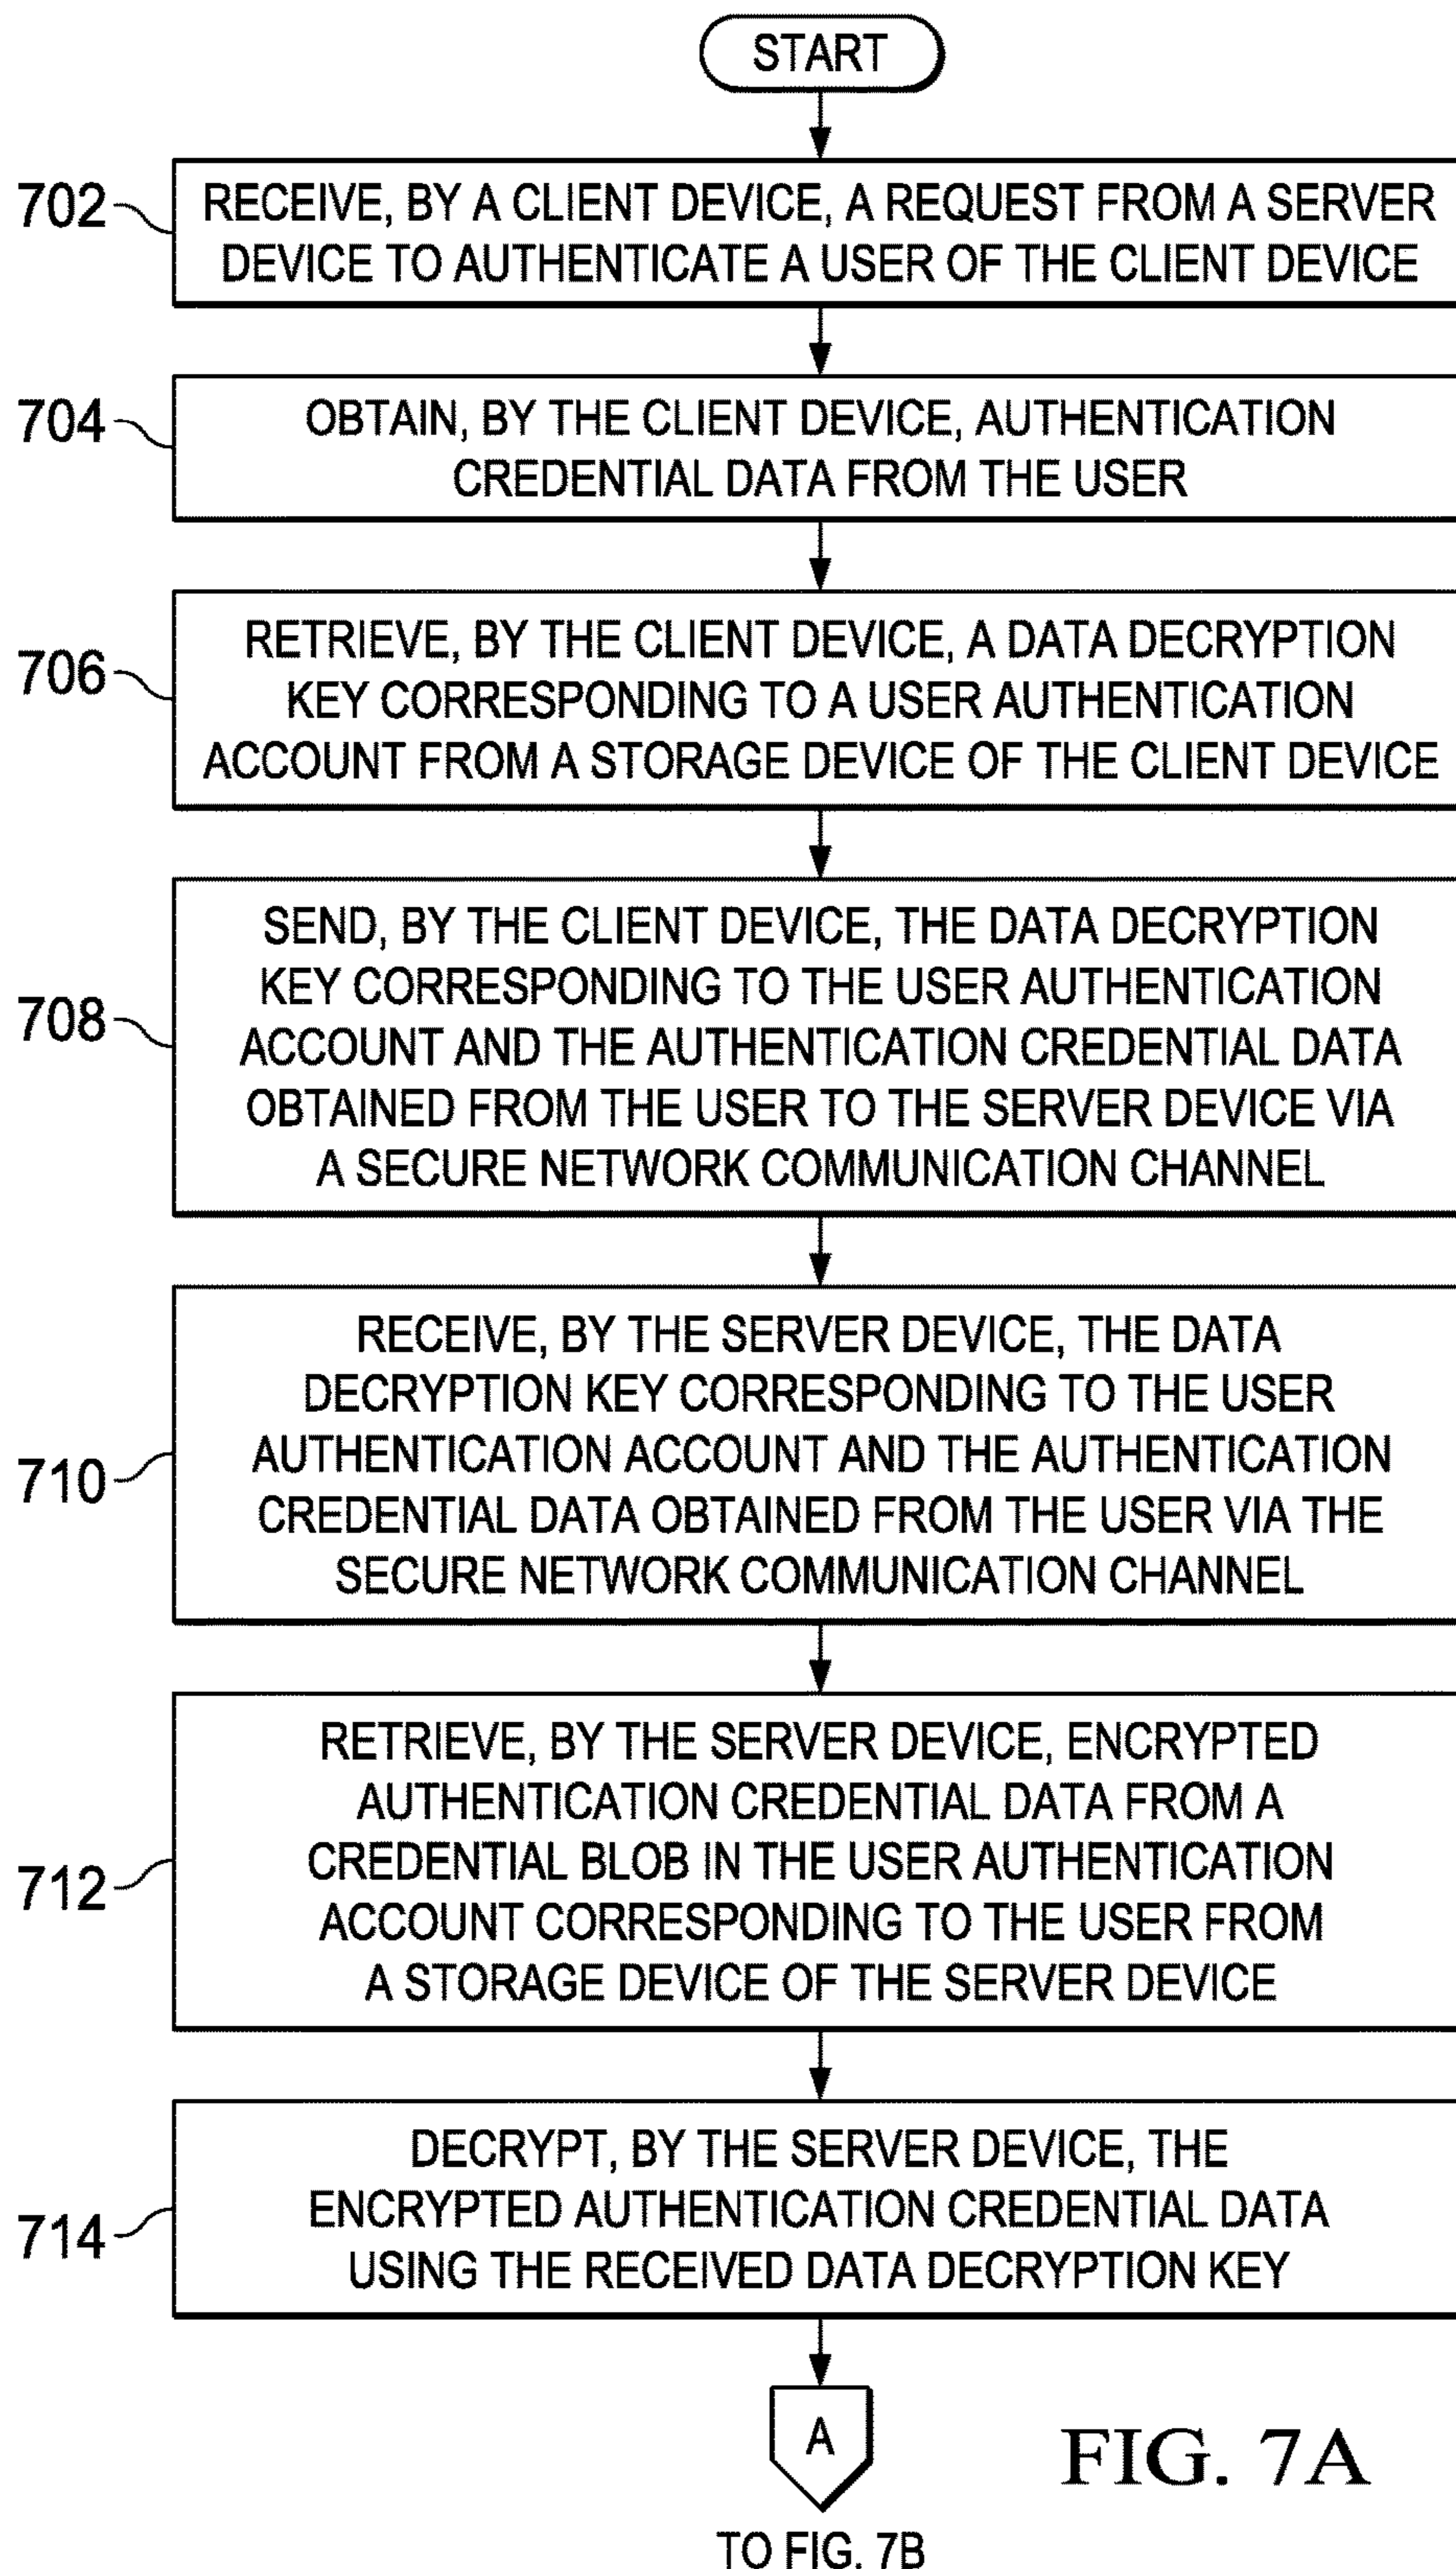 START
702
RECEIVE, BY A CLIENT DEVICE, A REQUEST FROM A SERVER
DEVICE TO AUTHENTICATE A USER OF THE CLIENT DEVICE
704
OBTAIN, BY THE CLIENT DEVICE, AUTHENTICATION
CREDENTIAL DATA FROM THE USER
706
RETRIEVE, BY THE CLIENT DEVICE, A DATA DECRYPTION
KEY CORRESPONDING TO A USER AUTHENTICATION
ACCOUNT FROM A STORAGE DEVICE OF THE CLIENT DEVICE
708
SEND, BY THE CLIENT DEVICE, THE DATA DECRYPTION
KEY CORRESPONDING TO THE USER AUTHENTICATION
ACCOUNT AND THE AUTHENTICATION CREDENTIAL DATA
OBTAINED FROM THE USER TO THE SERVER DEVICE VIA
A SECURE NETWORK COMMUNICATION CHANNEL
710
RECEIVE, BY THE SERVER DEVICE, THE DATA
DECRYPTION KEY CORRESPONDING TO THE USER
AUTHENTICATION ACCOUNT AND THE AUTHENTICATION
CREDENTIAL DATA OBTAINED FROM THE USER VIA THE
SECURE NETWORK COMMUNICATION CHANNEL
712
RETRIEVE, BY THE SERVER DEVICE, ENCRYPTED
AUTHENTICATION CREDENTIAL DATA FROM A
CREDENTIAL BLOB IN THE USER AUTHENTICATION
ACCOUNT CORRESPONDING TO THE USER FROM
A STORAGE DEVICE OF THE SERVER DEVICE
714
DECRYPT, BY THE SERVER DEVICE, THE
ENCRYPTED AUTHENTICATION CREDENTIAL DATA
USING THE RECEIVED DATA DECRYPTION KEY
A
FIG. 7A
TO FIG. 7B